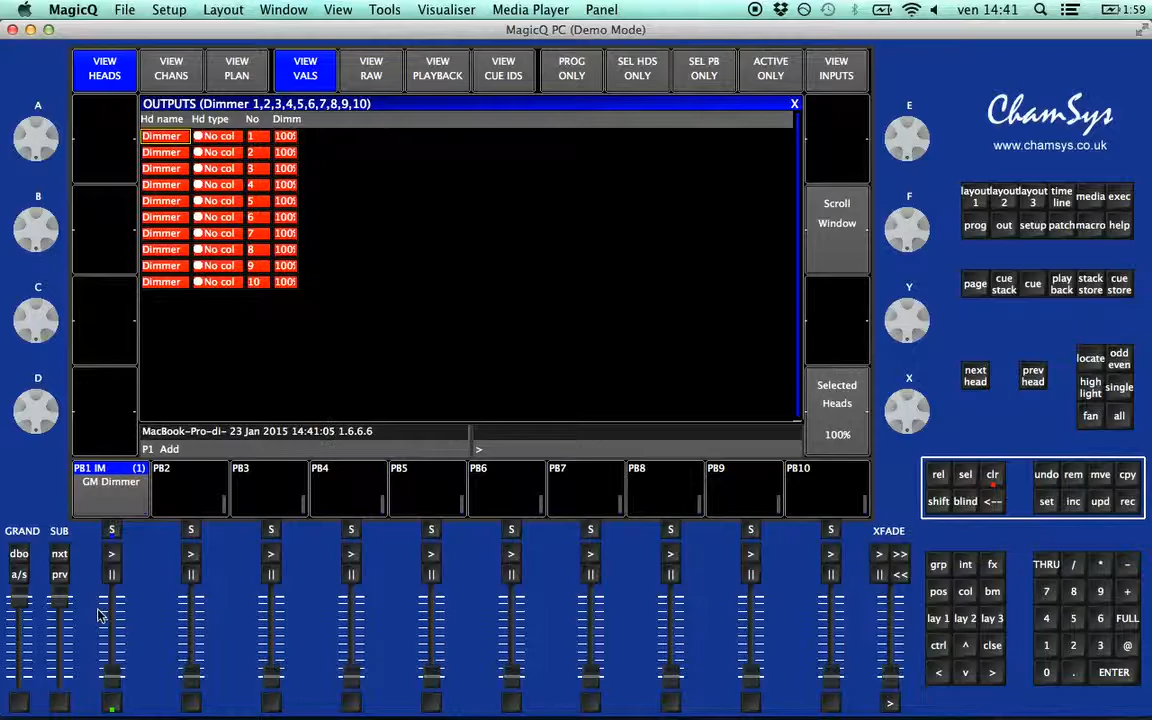 MagicQ File Setup Layout Window View Tools Visualiser Media Player Panel ven 14:41 1:59
MagicQ PC (Demo Mode)
VIEW HEADS
VIEW CHANS
VIEW PLAN
VIEW VALS
VIEW RAW
VIEW PLAYBACK
VIEW CUE IDS
PROG ONLY
SEL HDS ONLY
SEL PB ONLY
ACTIVE ONLY
VIEW INPUTS
OUTPUTS (Dimmer 1,2,3,4,5,6,7,8,9,10) X
Hd name Hd type No Dimm
Dimmer No col 1 100%
Dimmer No col 2 100%
Dimmer No col 3 100%
Dimmer No col 4 100%
Dimmer No col 5 100%
Dimmer No col 6 100%
Dimmer No col 7 100%
Dimmer No col 8 100%
Dimmer No col 9 100%
Dimmer No col 10 100%
A
B
C
D
E
F
Y
X
Scroll
Window
Selected
Heads
100%
MacBook-Pro-di- 23 Jan 2015 14:41:05 1.6.6.6
P1 Add >
PB1 IM (1) PB2 PB3 PB4 PB5 PB6 PB7 PB8 PB9 PB10
GM Dimmer
GRAND SUB S S S S S S S S S S XFADE
dbo nxt > > > > > > > > > > > >>
a/s prv || || || || || || || || || || || <<
>
ChamSys
www.chamsys.co.uk
layout 1 layout 2 layout 3 time line media exec
prog out setup patch macro help
page cue stack cue play back stack store cue store
next head prev head
locate odd even
high light single
fan all
rel sel clr undo rem mve cpy
shift blind <-- set inc upd rec
grp int fx THRU / * -
pos col bm 7 8 9 +
lay 1 lay 2 lay 3 4 5 6 FULL
ctrl ^ clse 1 2 3 @
< v > 0 . ENTER